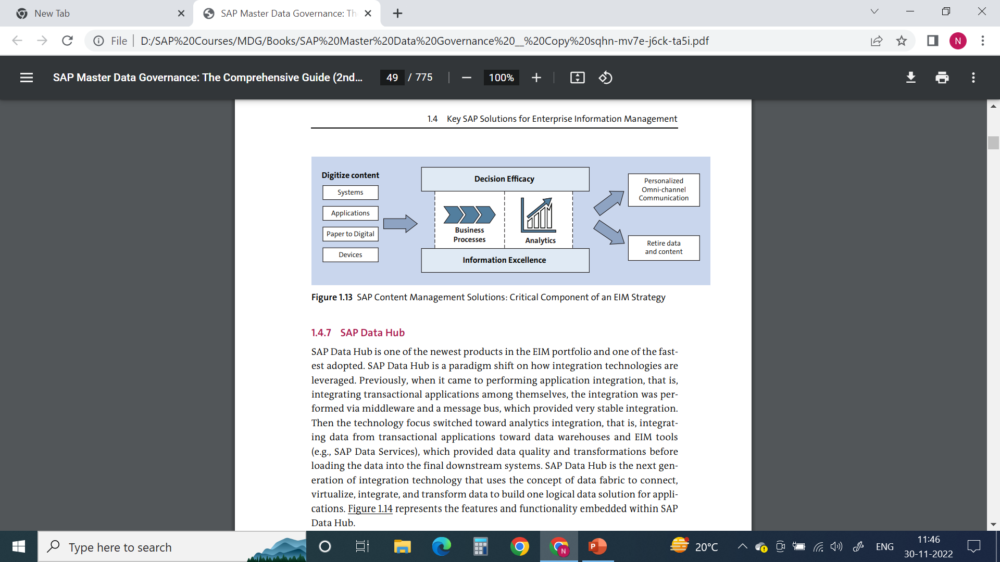 New Tab
SAP Master Data Governance: Th
File
D:/SAP%20Courses/MDG/Books/SAP%20Master%20Data%20Governance%20__%20Copy%20sqhn-mv7e-j6ck-ta5i.pdf
N
SAP Master Data Governance: The Comprehensive Guide (2nd...
49 / 775
100%
1.4 Key SAP Solutions for Enterprise Information Management
Digitize content
Systems
Applications
Paper to Digital
Devices
Decision Efficacy
Business
Processes
Analytics
Information Excellence
Personalized
Omni-channel
Communication
Retire data
and content
Figure 1.13 SAP Content Management Solutions: Critical Component of an EIM Strategy
1.4.7 SAP Data Hub
SAP Data Hub is one of the newest products in the EIM portfolio and one of the fast-
est adopted. SAP Data Hub is a paradigm shift on how integration technologies are
leveraged. Previously, when it came to performing application integration, that is,
integrating transactional applications among themselves, the integration was per-
formed via middleware and a message bus, which provided very stable integration.
Then the technology focus switched toward analytics integration, that is, integrat-
ing data from transactional applications toward data warehouses and EIM tools
(e.g., SAP Data Services), which provided data quality and transformations before
loading the data into the final downstream systems. SAP Data Hub is the next gen-
eration of integration technology that uses the concept of data fabric to connect,
virtualize, integrate, and transform data to build one logical data solution for appli-
cations. Figure 1.14 represents the features and functionality embedded within SAP
Data Hub.
Type here to search
P
N
20°C
ENG
11:46
30-11-2022